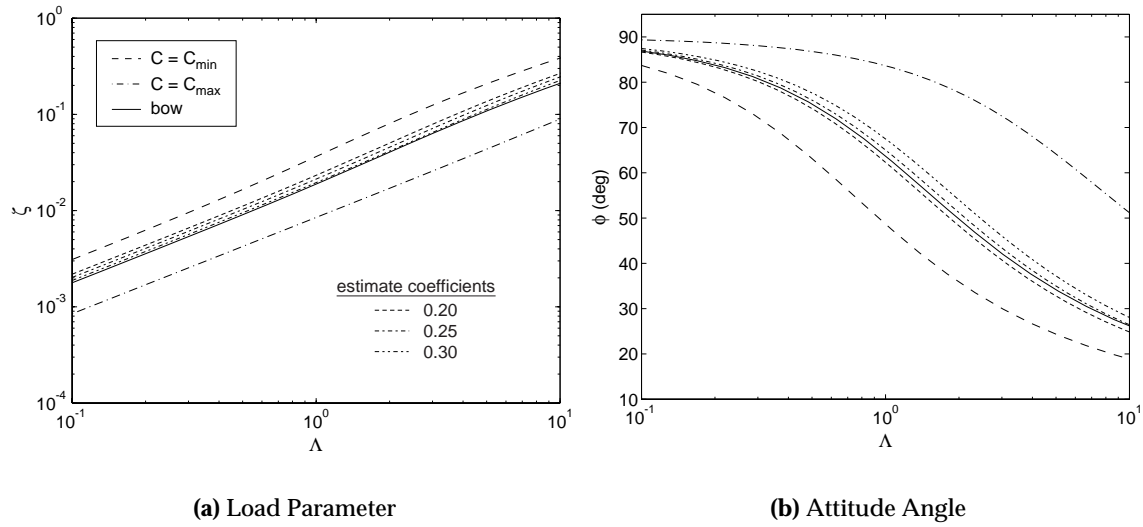 C = C_min
C = C_max
bow
ζ
10^0
10^-1
10^-2
10^-3
10^-4
estimate coefficients
0.20
0.25
0.30
10^-1
10^0
10^1
Λ
φ (deg)
90
80
70
60
50
40
30
20
10
10^-1
10^0
10^1
Λ
(a) Load Parameter
(b) Attitude Angle